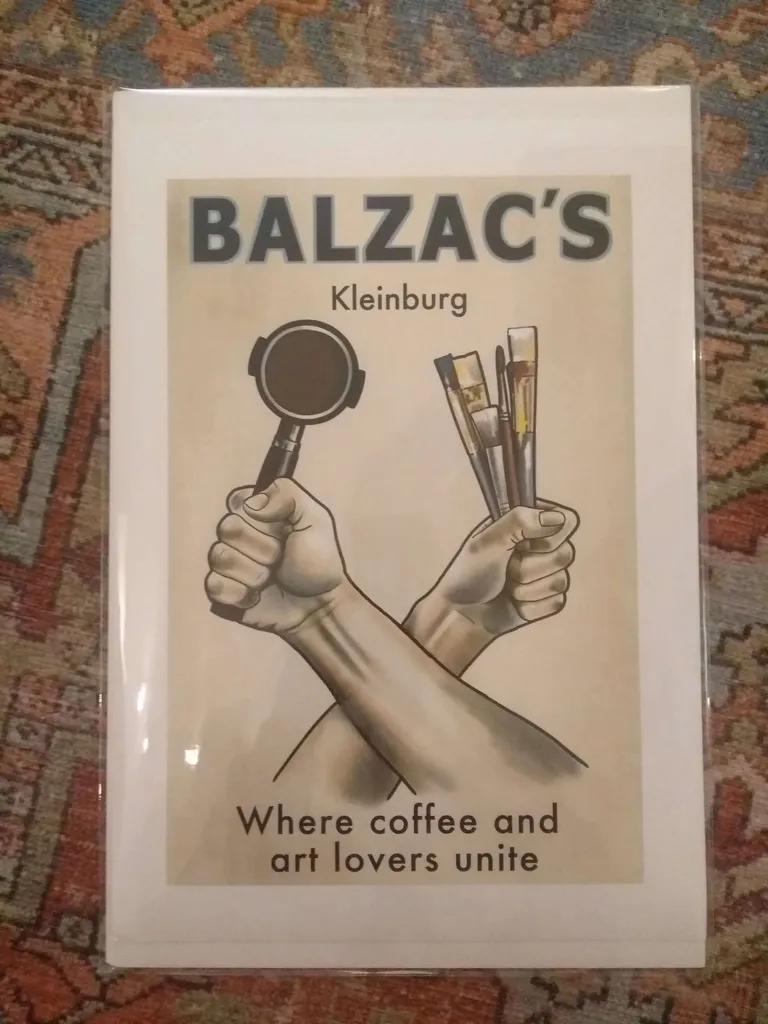 BALZAC'S
Kleinburg
Where coffee and
art lovers unite